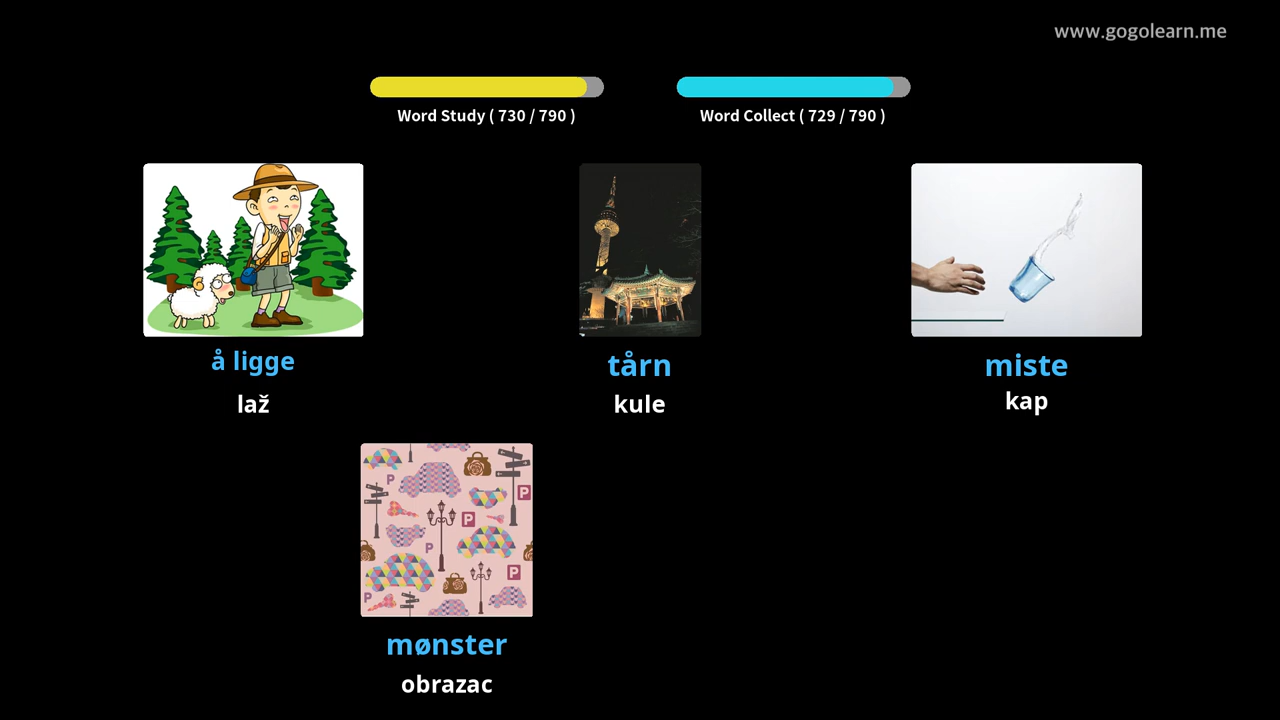 www.gogolearn.me
Word Study ( 730 / 790 )
Word Collect ( 729 / 790 )
å ligge
laž
tårn
kule
miste
kap
P
P
P
P
P
P
mønster
obrazac